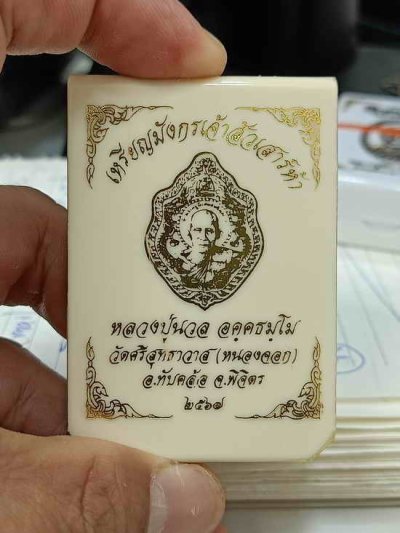 เหรียญมังกรเจ้าสัวเสาร์ห้า
หลวงปู่นวล อคฺคธมฺโม
วัดศรีสุทธาวาส (หนองจอก)
อ.ทับคล้อ จ.พิจิตร
๒๕๖๗